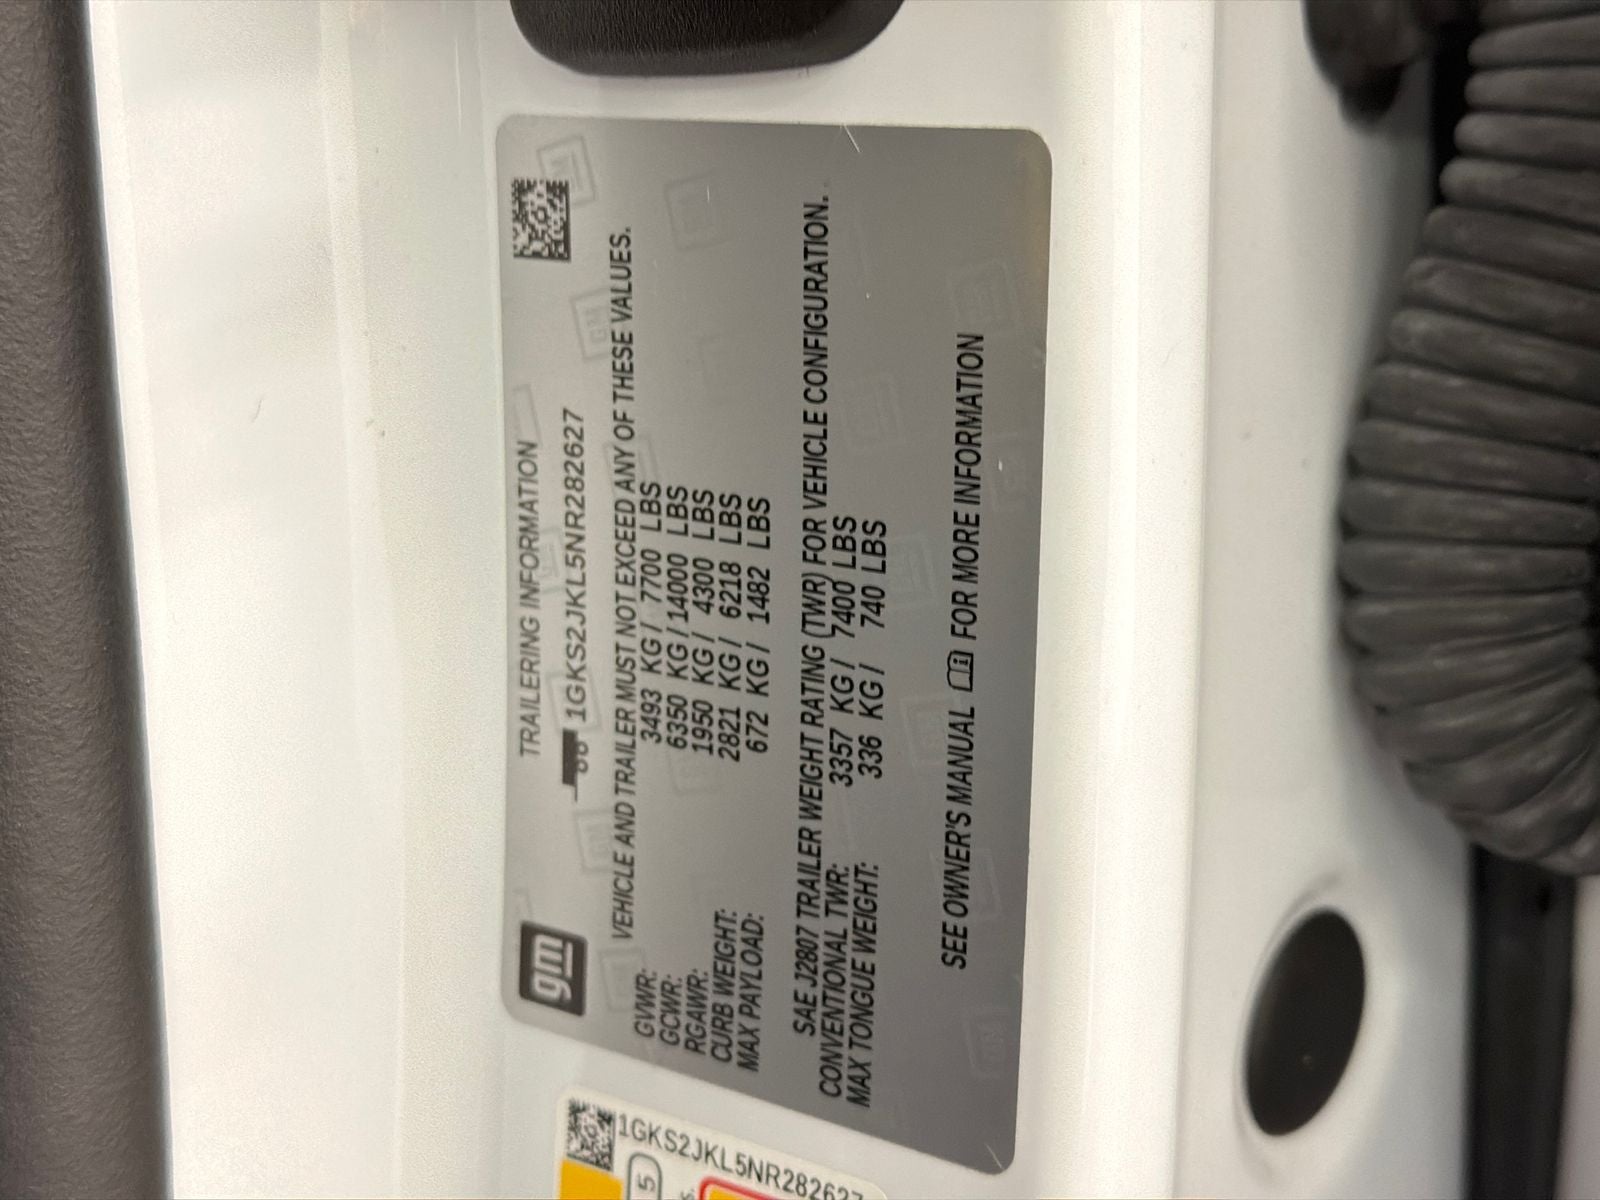 gm
TRAILERING INFORMATION
1GKS2JKL5NR282627
VEHICLE AND TRAILER MUST NOT EXCEED ANY OF THESE VALUES.
GVWR: 3493 KG / 7700 LBS
GCWR: 6350 KG / 14000 LBS
RGAWR: 1950 KG / 4300 LBS
CURB WEIGHT: 2821 KG / 6218 LBS
MAX PAYLOAD: 672 KG / 1482 LBS
SAE J2807 TRAILER WEIGHT RATING (TWR) FOR VEHICLE CONFIGURATION.
CONVENTIONAL TWR: 3357 KG / 7400 LBS
MAX TONGUE WEIGHT: 336 KG / 740 LBS
SEE OWNER'S MANUAL FOR MORE INFORMATION
1GKS2JKL5NR282627
5